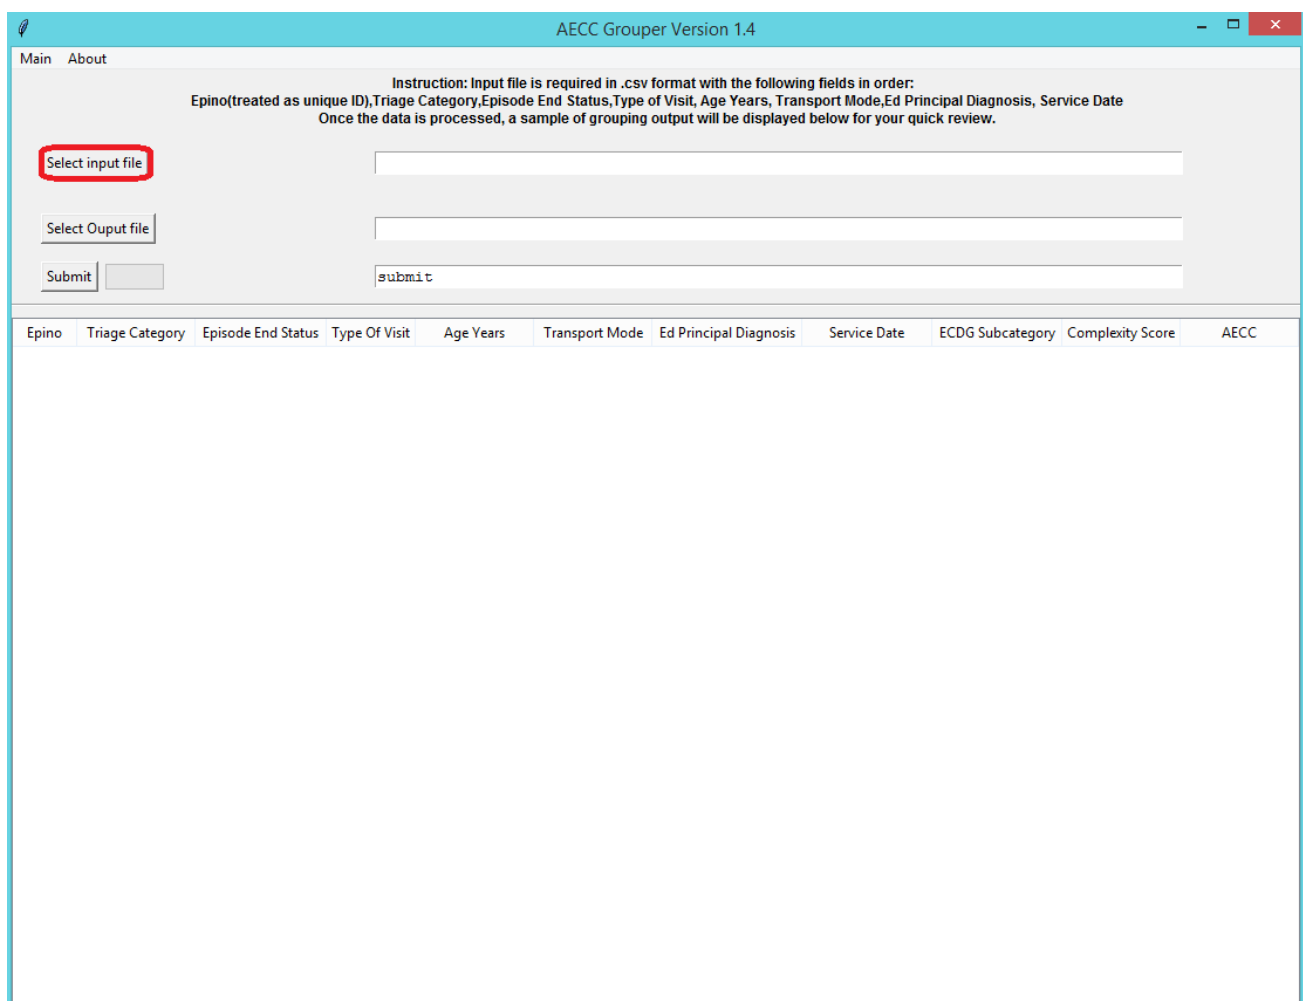 AECC Grouper Version 1.4
Main About
Instruction: Input file is required in .csv format with the following fields in order:
Epino(treated as unique ID),Triage Category,Episode End Status,Type of Visit, Age Years, Transport Mode,Ed Principal Diagnosis, Service Date
Once the data is processed, a sample of grouping output will be displayed below for your quick review.
Select input file
Select Ouput file
Submit submit
Epino Triage Category Episode End Status Type Of Visit Age Years Transport Mode Ed Principal Diagnosis Service Date ECDG Subcategory Complexity Score AECC